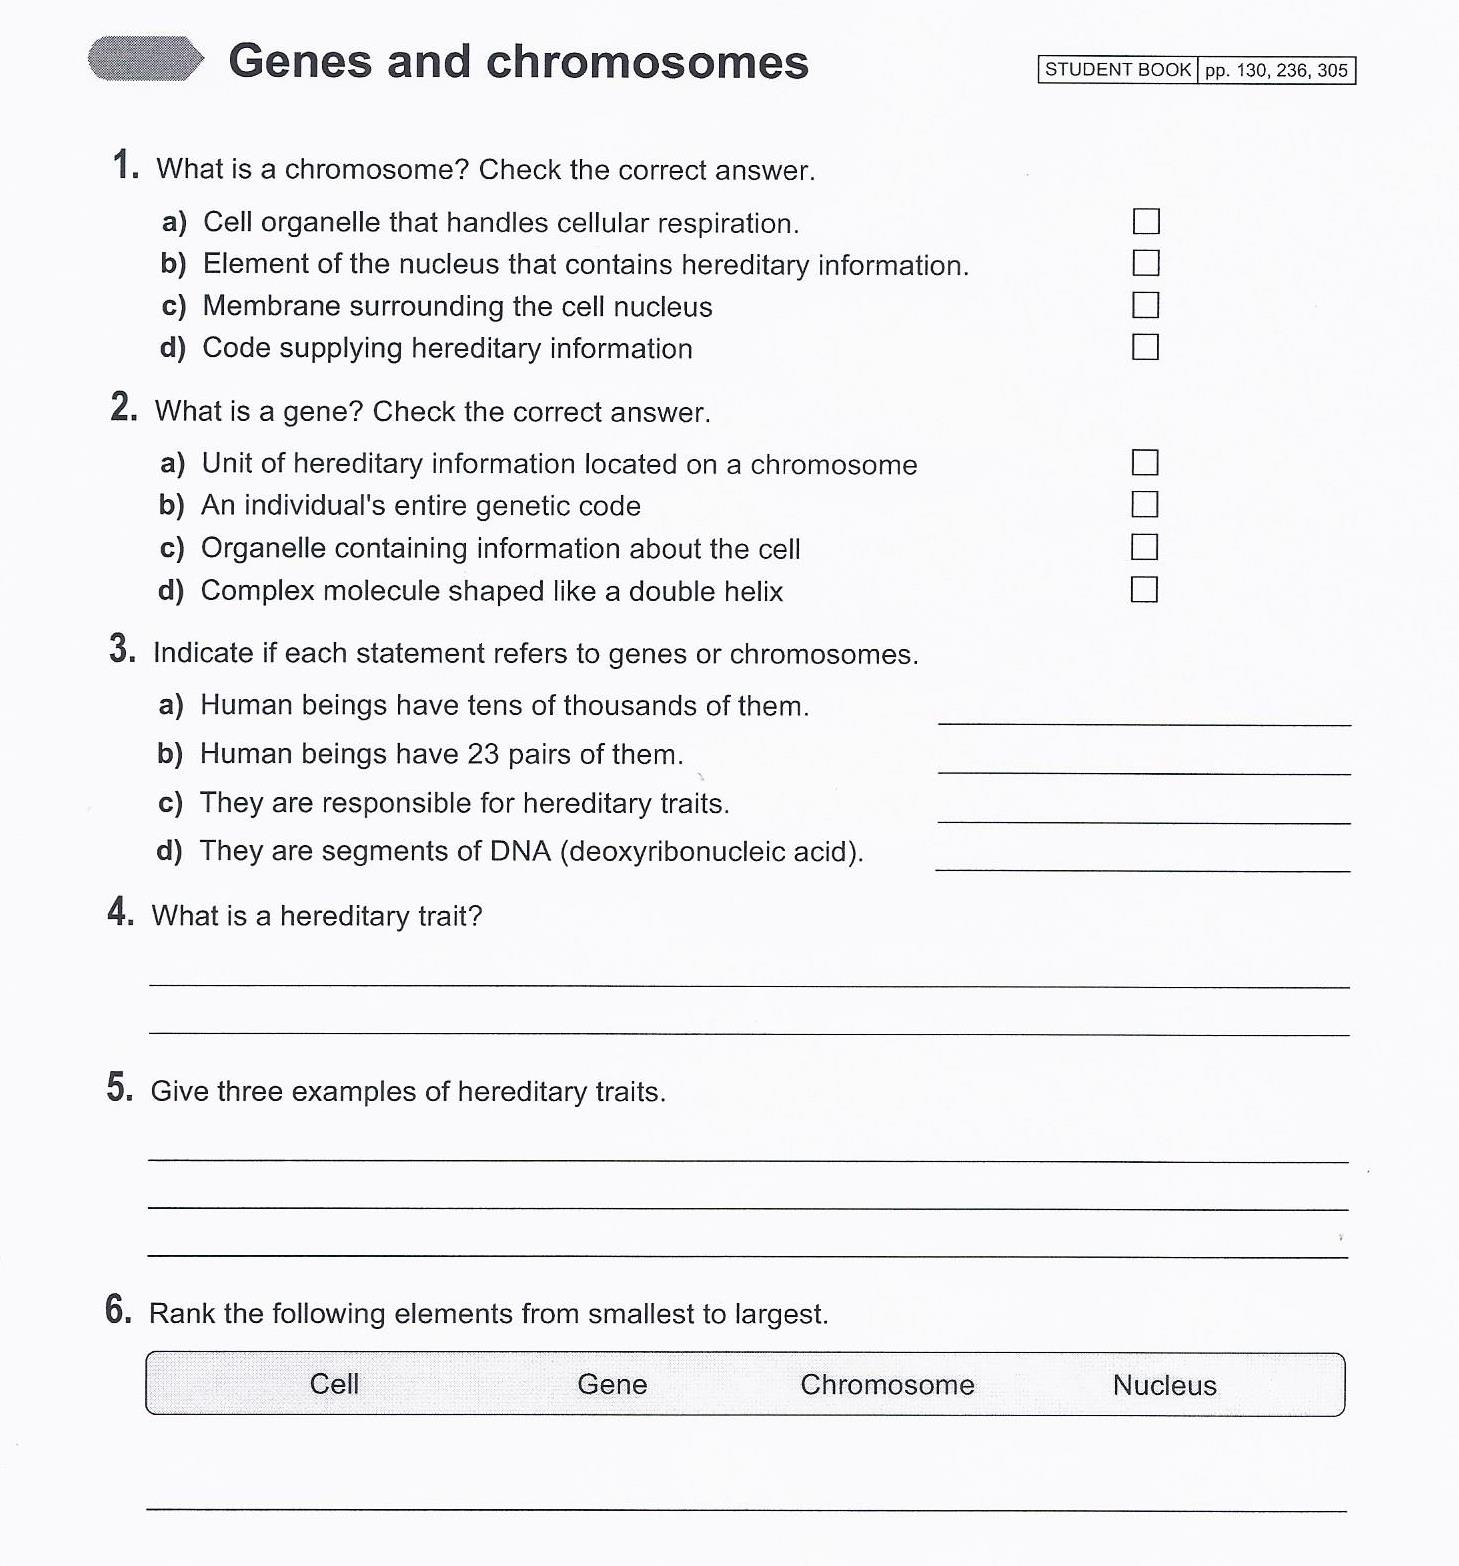 Genes and chromosomes
STUDENT BOOK pp. 130, 236, 305
1. What is a chromosome? Check the correct answer.
a) Cell organelle that handles cellular respiration.
b) Element of the nucleus that contains hereditary information.
c) Membrane surrounding the cell nucleus
d) Code supplying hereditary information
2. What is a gene? Check the correct answer.
a) Unit of hereditary information located on a chromosome
b) An individual's entire genetic code
c) Organelle containing information about the cell
d) Complex molecule shaped like a double helix
3. Indicate if each statement refers to genes or chromosomes.
a) Human beings have tens of thousands of them.
b) Human beings have 23 pairs of them.
c) They are responsible for hereditary traits.
d) They are segments of DNA (deoxyribonucleic acid).
4. What is a hereditary trait?
5. Give three examples of hereditary traits.
6. Rank the following elements from smallest to largest.
Cell Gene Chromosome Nucleus